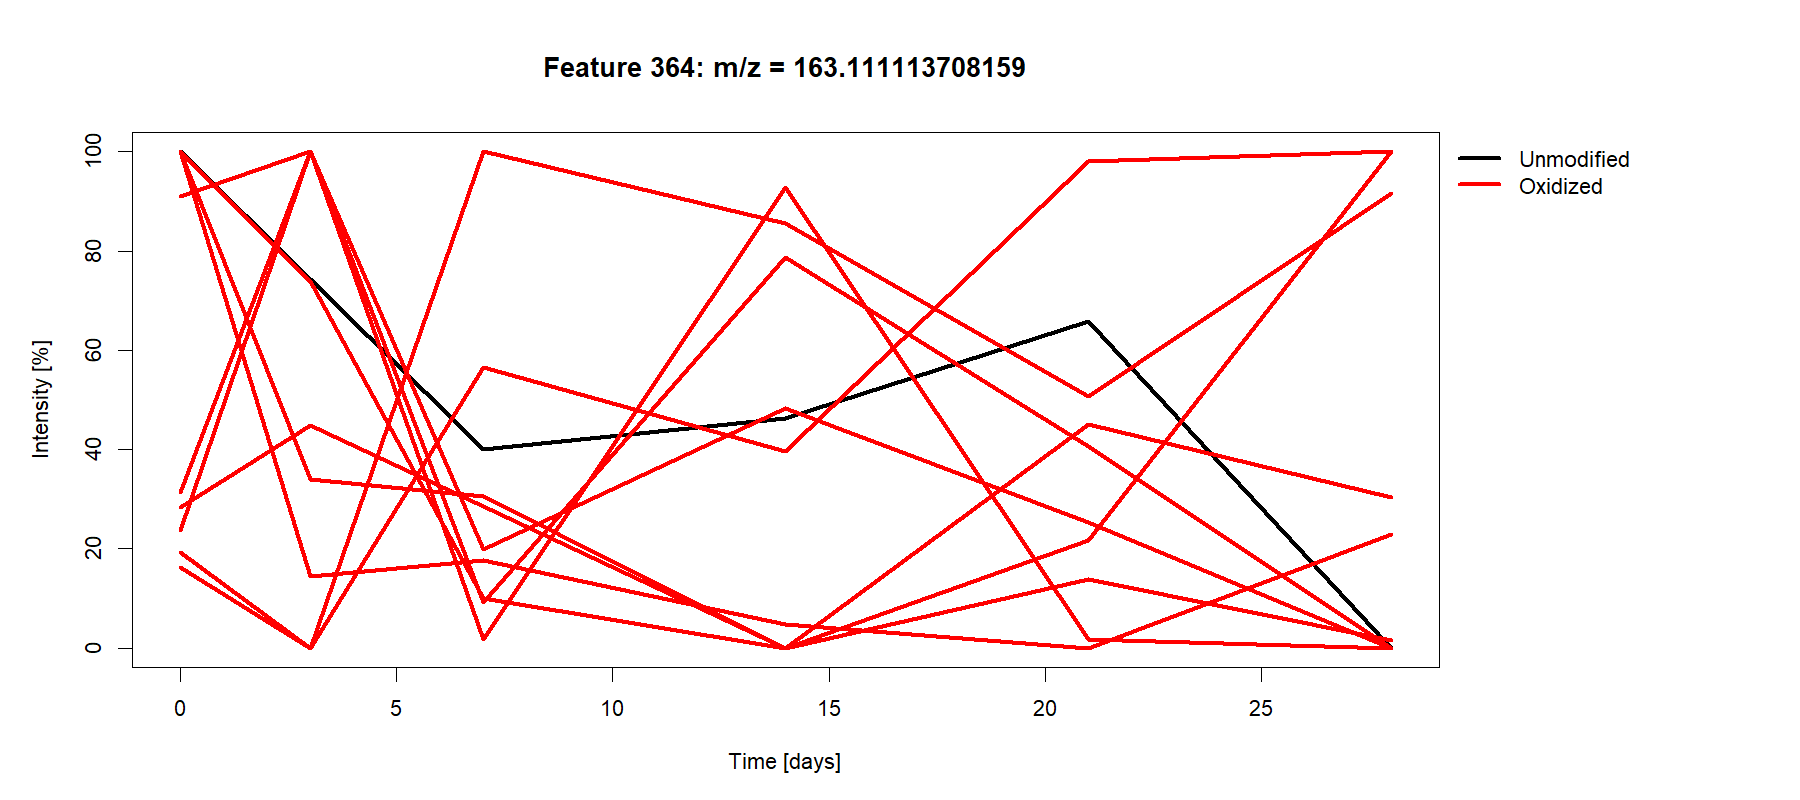 Feature 364: m/z = 163.111113708159
Unmodified
Oxidized
Intensity [%]
100
80
60
40
20
0
0 5 10 15 20 25
Time [days]